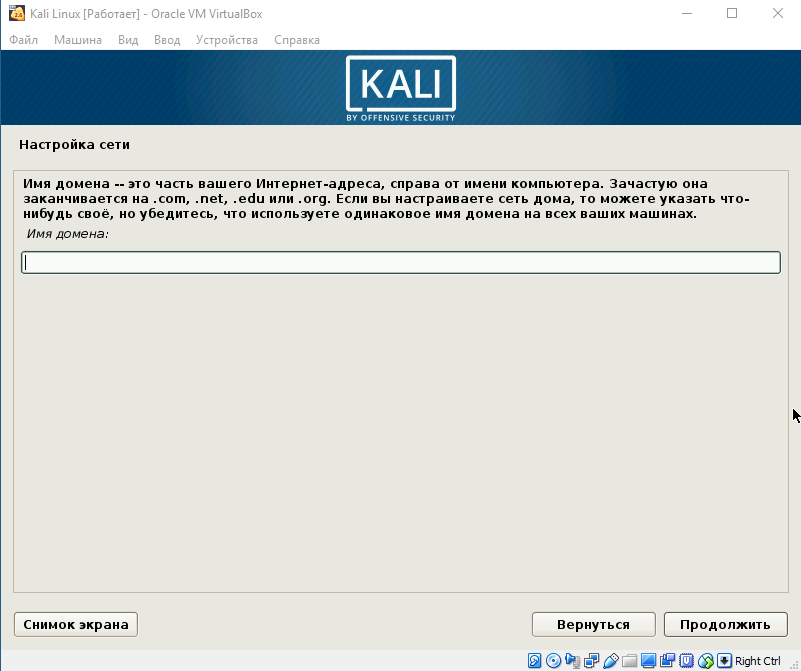 Kali Linux [Работает] - Oracle VM VirtualBox
Файл Машина Вид Ввод Устройства Справка
KALI
BY OFFENSIVE SECURITY
Настройка сети
Имя домена -- это часть вашего Интернет-адреса, справа от имени компьютера. Зачастую она
заканчивается на .com, .net, .edu или .org. Если вы настраиваете сеть дома, то можете указать что-
нибудь своё, но убедитесь, что используете одинаковое имя домена на всех ваших машинах.
Имя домена:
Снимок экрана Вернуться Продолжить
Right Ctrl